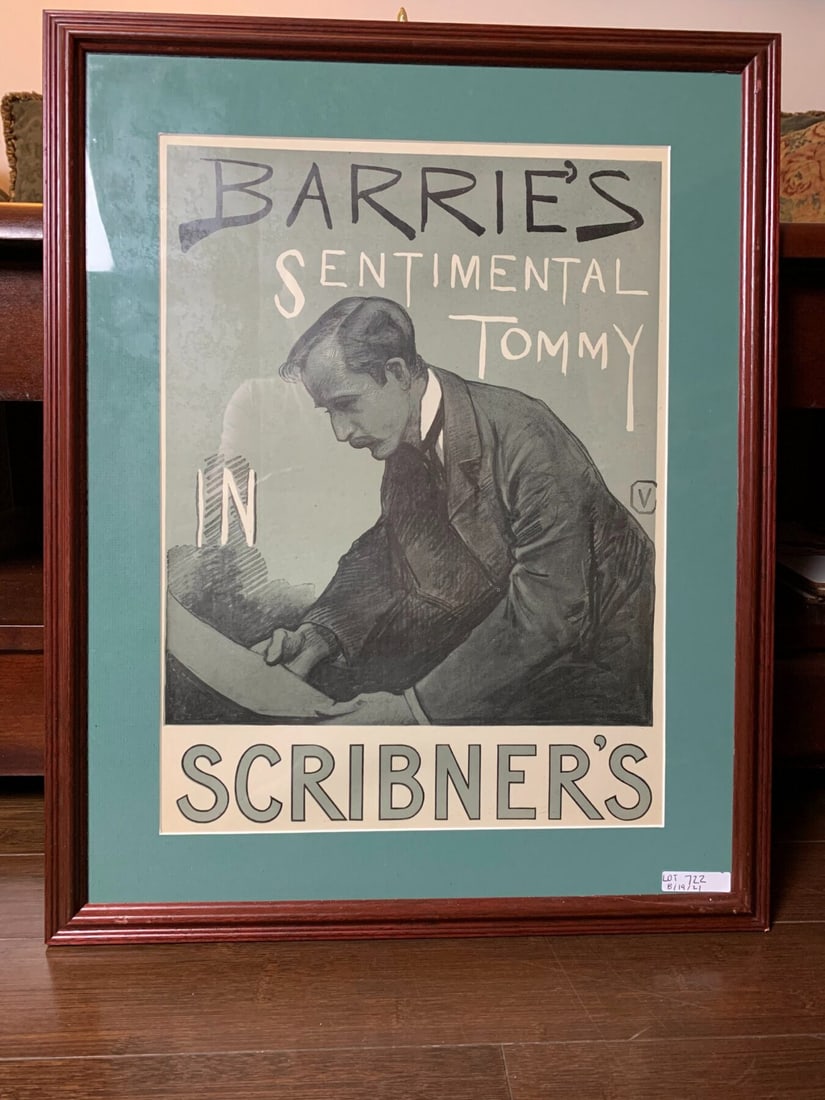 BARRIE'S
SENTIMENTAL
TOMMY
IN
V
SCRIBNER'S
LOT 722
8/19/21